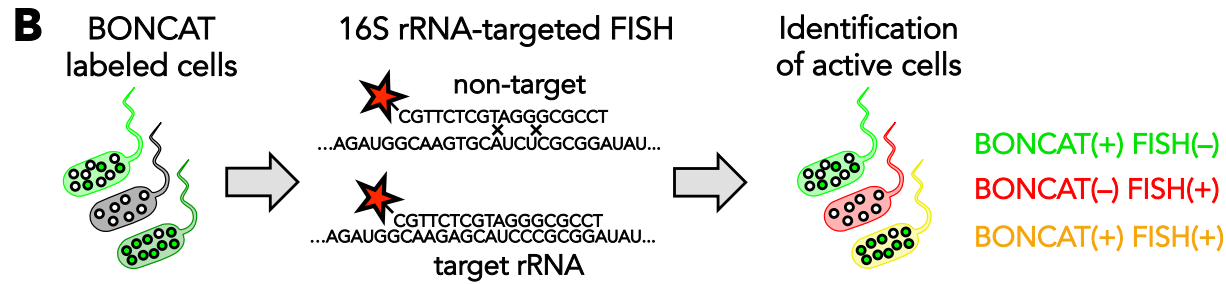 B
BONCAT
labeled cells
16S rRNA-targeted FISH
non-target
CGTTCTCGTAGGGCGCCT
x x
...AGAUGGCAAGTGCAUCUCGCGGAUAU...
CGTTCTCGTAGGGCGCCT
...AGAUGGCAAGAGCAUCCCGCGGAUAU...
target rRNA
Identification
of active cells
BONCAT(+) FISH(–)
BONCAT(–) FISH(+)
BONCAT(+) FISH(+)